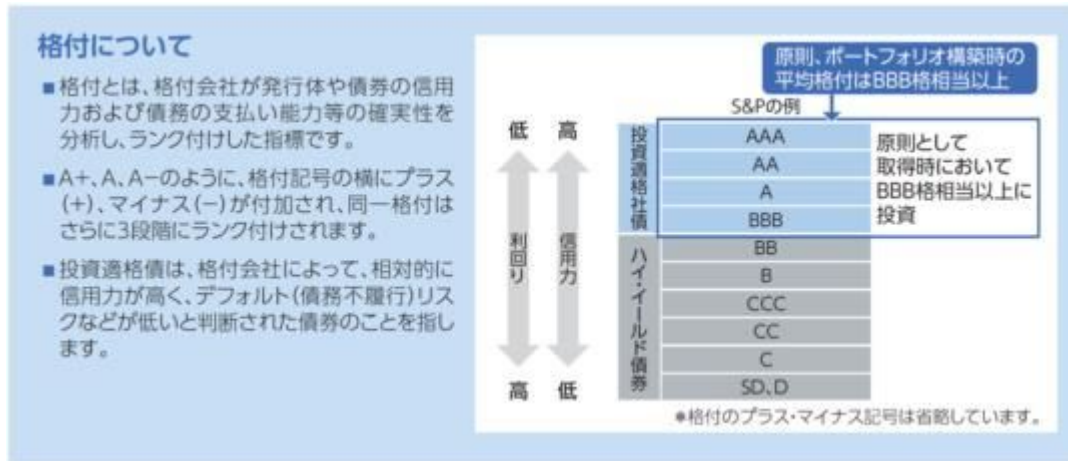 格付について
■格付とは、格付会社が発行体や債券の信用
力および債務の支払い能力等の確実性を
分析し、ランク付けした指標です。
■A+、A、A−のように、格付記号の横にプラス
(+)、マイナス(−)が付加され、同一格付は
さらに3段階にランク付けされます。
■投資適格債は、格付会社によって、相対的に
信用力が高く、デフォルト(債務不履行)リス
クなどが低いと判断された債券のことを指し
ます。
原則、ポートフォリオ構築時の
平均格付はBBB格相当以上
S&Pの例
低
高
利回り
信用力
高
低
投資適格社債
AAA
AA
A
BBB
原則として
取得時において
BBB格相当以上に
投資
ハイ・イールド債券
BB
B
CCC
CC
C
SD、D
*格付のプラス・マイナス記号は省略しています。